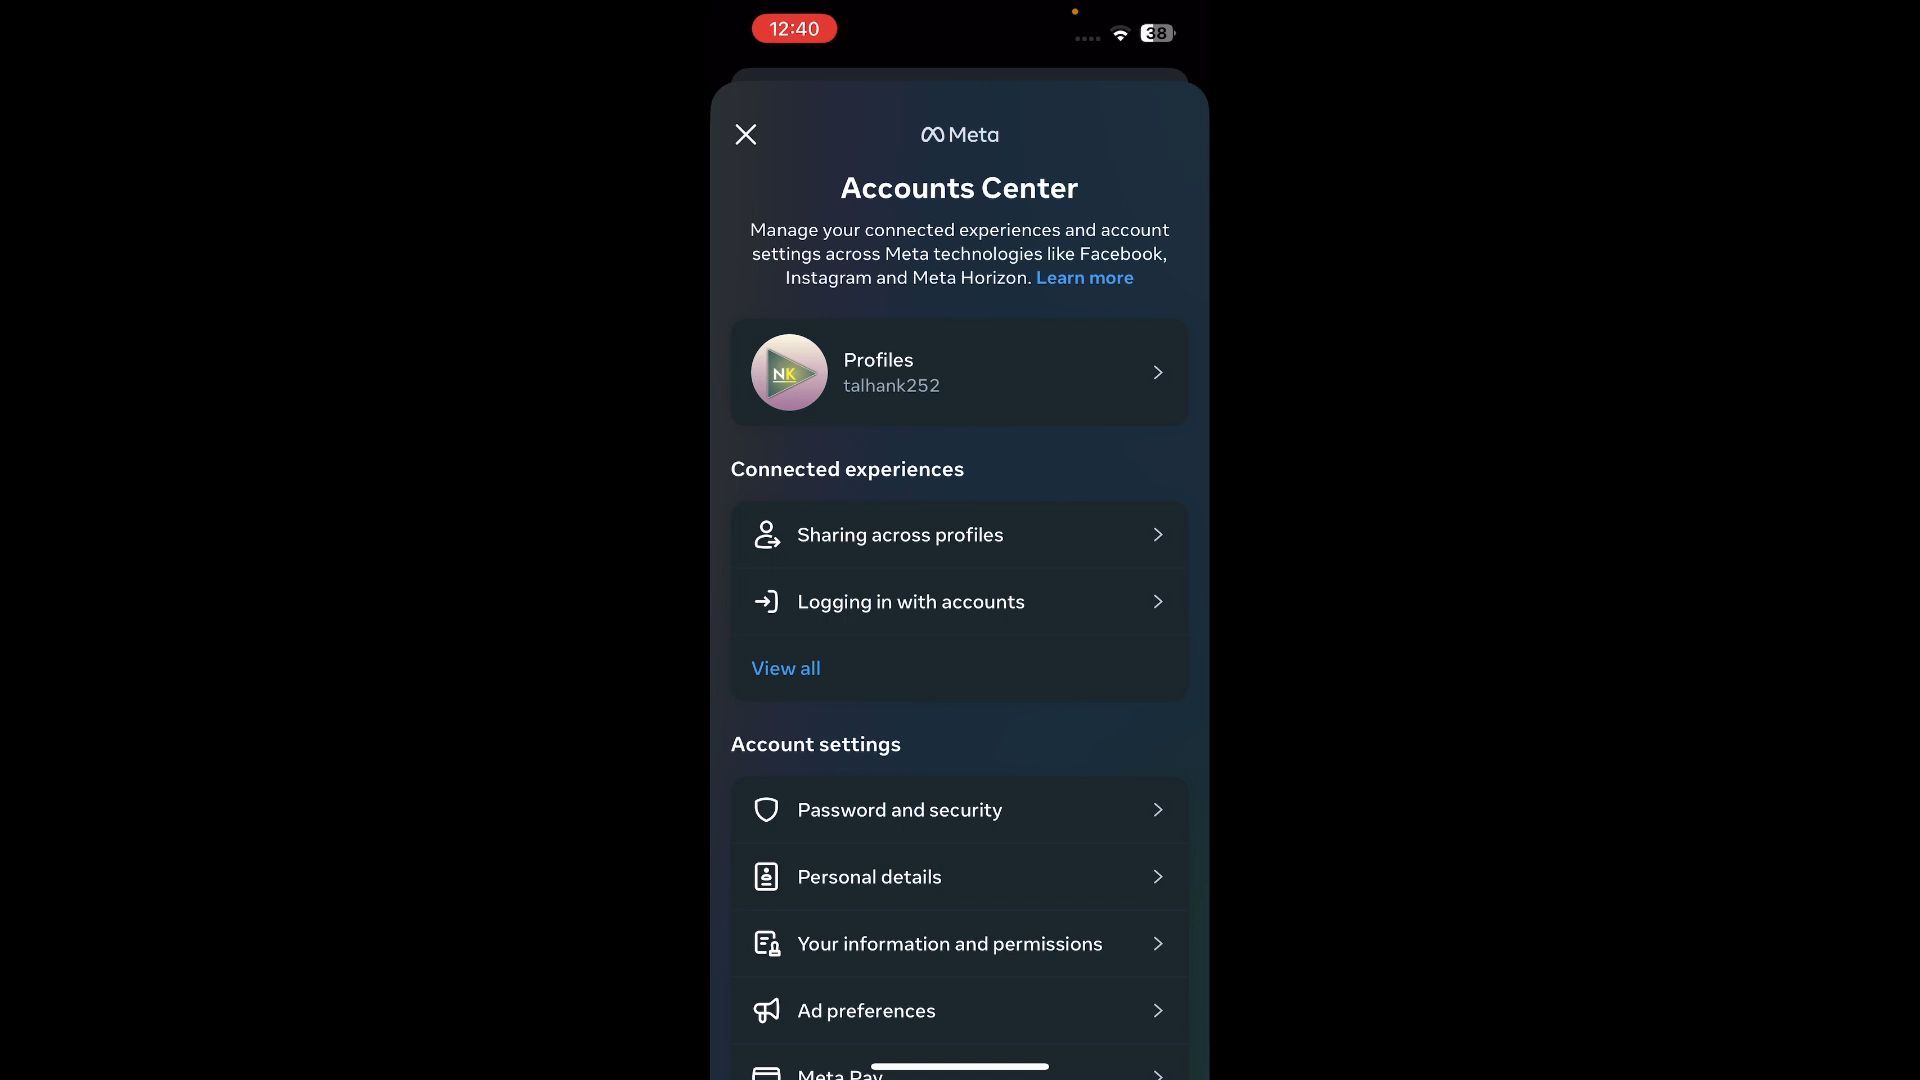 12:40
38
Meta
Accounts Center
Manage your connected experiences and account
settings across Meta technologies like Facebook,
Instagram and Meta Horizon. Learn more
NK
Profiles
talhank252
Connected experiences
Sharing across profiles
Logging in with accounts
View all
Account settings
Password and security
Personal details
Your information and permissions
Ad preferences
Meta Pay